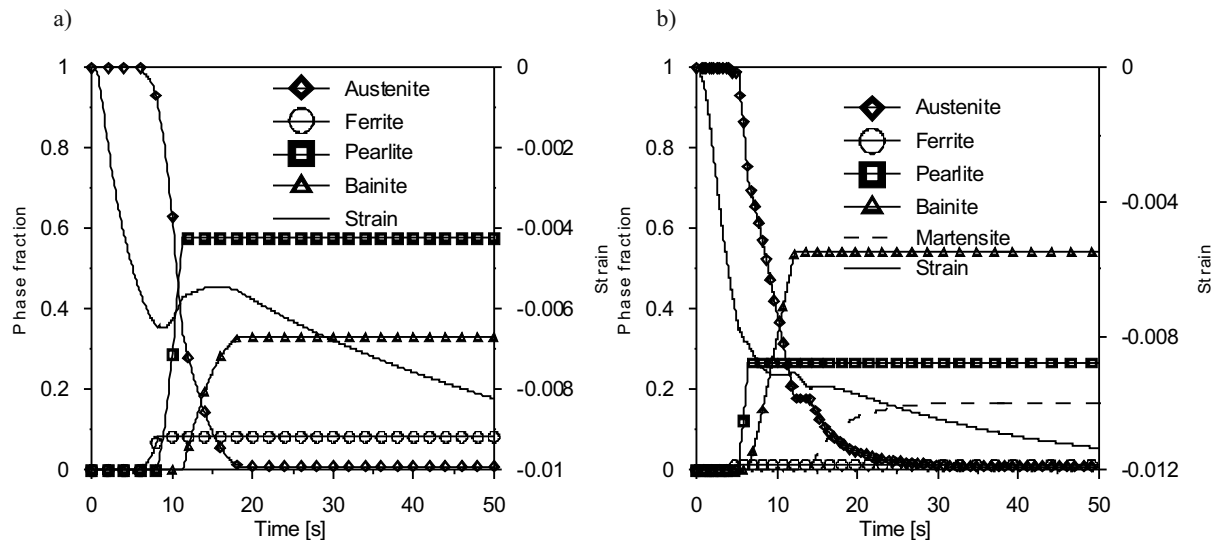 a)
1
0.8
0.6
0.4
0.2
0
Phase fraction
0
-0.002
-0.004
-0.006
-0.008
-0.01
Strain
Austenite
Ferrite
Pearlite
Bainite
Strain
0 10 20 30 40 50
Time [s]
b)
1
0.8
0.6
0.4
0.2
0
Phase fraction
0
-0.004
-0.008
-0.012
Strain
Austenite
Ferrite
Pearlite
Bainite
Martensite
Strain
0 10 20 30 40 50
Time [s]